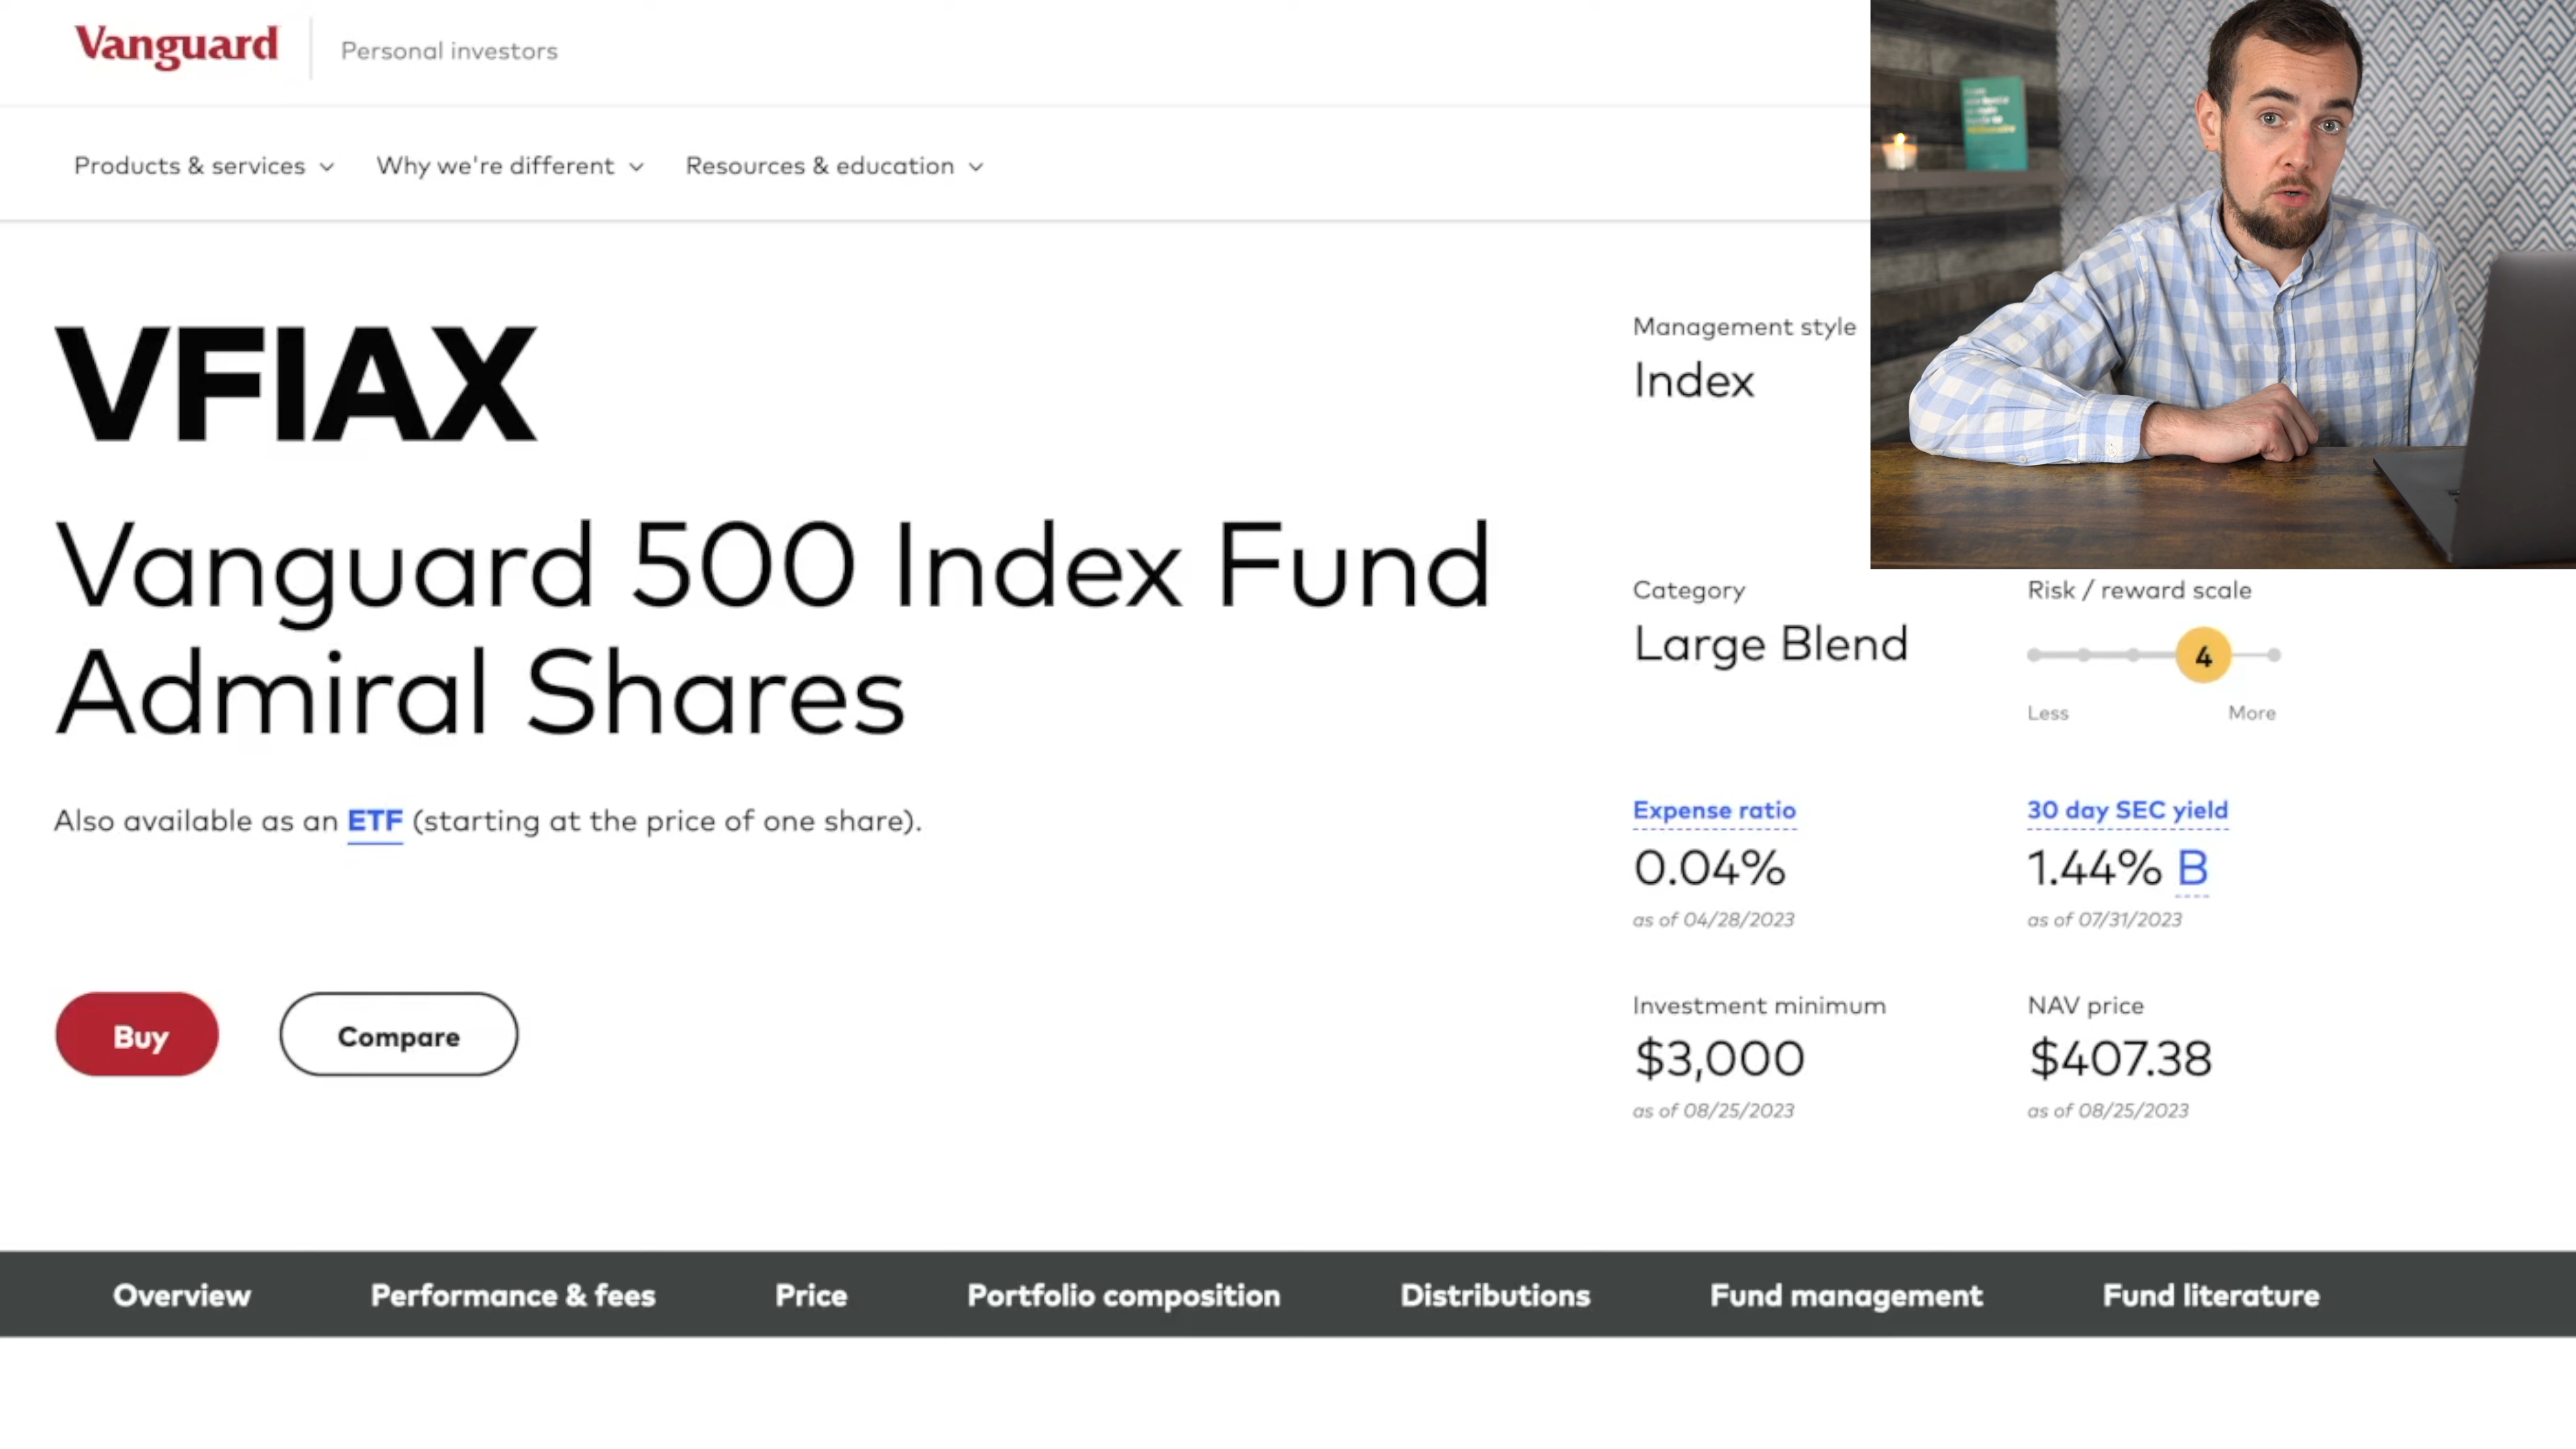 Vanguard
Personal investors
Products & services
Why we're different
Resources & education
VFIAX
Vanguard 500 Index Fund
Admiral Shares
Also available as an ETF (starting at the price of one share).
Buy
Compare
Management style
Index
Category
Large Blend
Risk / reward scale
4
Less
More
Expense ratio
0.04%
as of 04/28/2023
30 day SEC yield
1.44% B
as of 07/31/2023
Investment minimum
$3,000
as of 08/25/2023
NAV price
$407.38
as of 08/25/2023
Overview
Performance & fees
Price
Portfolio composition
Distributions
Fund management
Fund literature